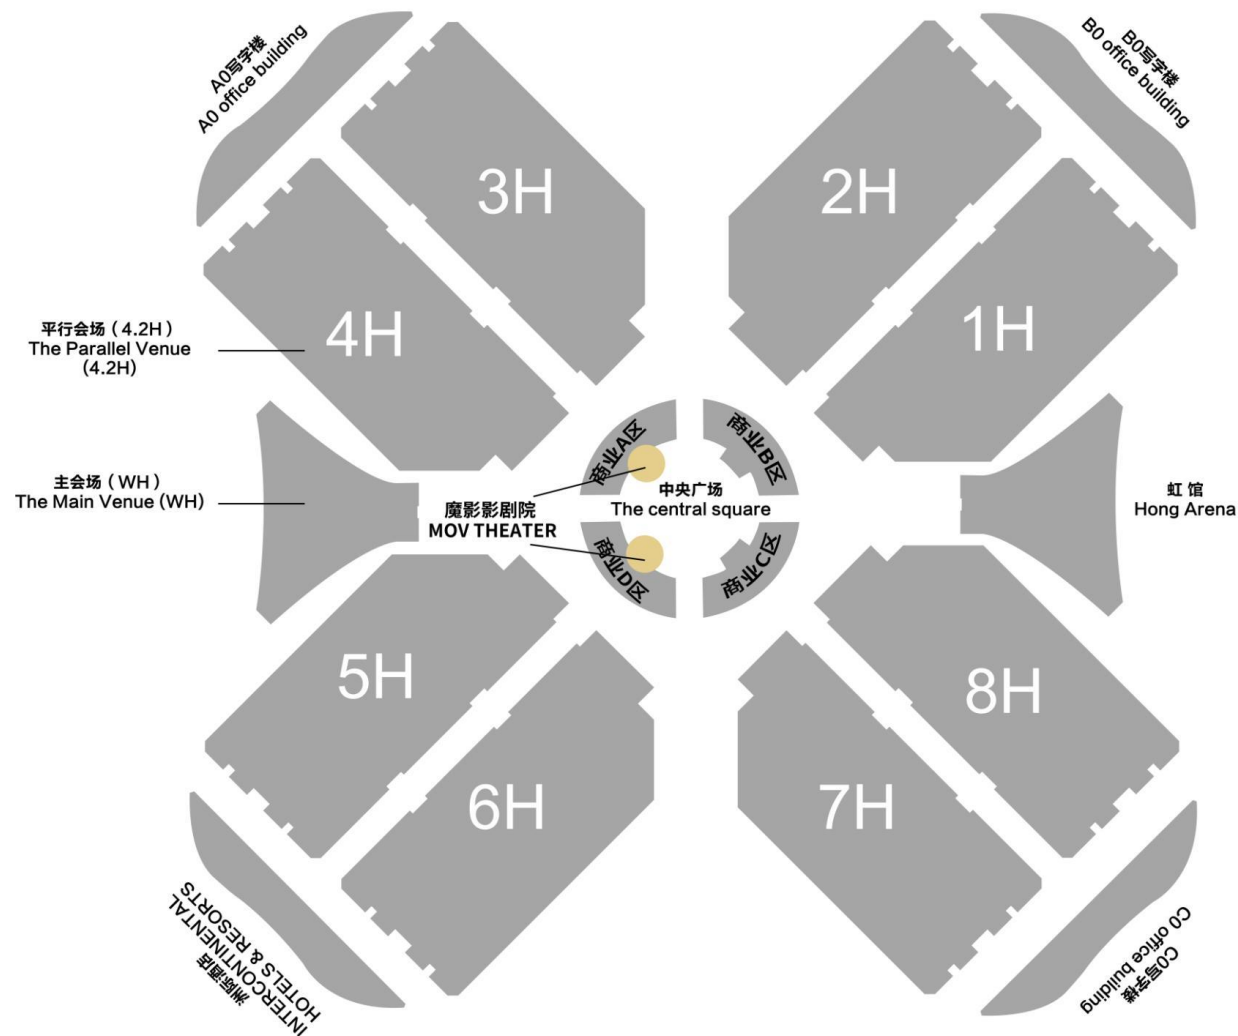 A0写字楼
A0 office building
B0写字楼
B0 office building
3H
2H
4H
1H
平行会场（4.2H）
The Parallel Venue
(4.2H)
商业A区
商业B区
主会场（WH）
The Main Venue (WH)
魔影影剧院
MOV THEATER
中央广场
The central square
虹 馆
Hong Arena
商业D区
商业C区
5H
8H
6H
7H
洲际酒店
INTERCONTINENTAL
HOTELS & RESORTS
C0 office building
C0写字楼